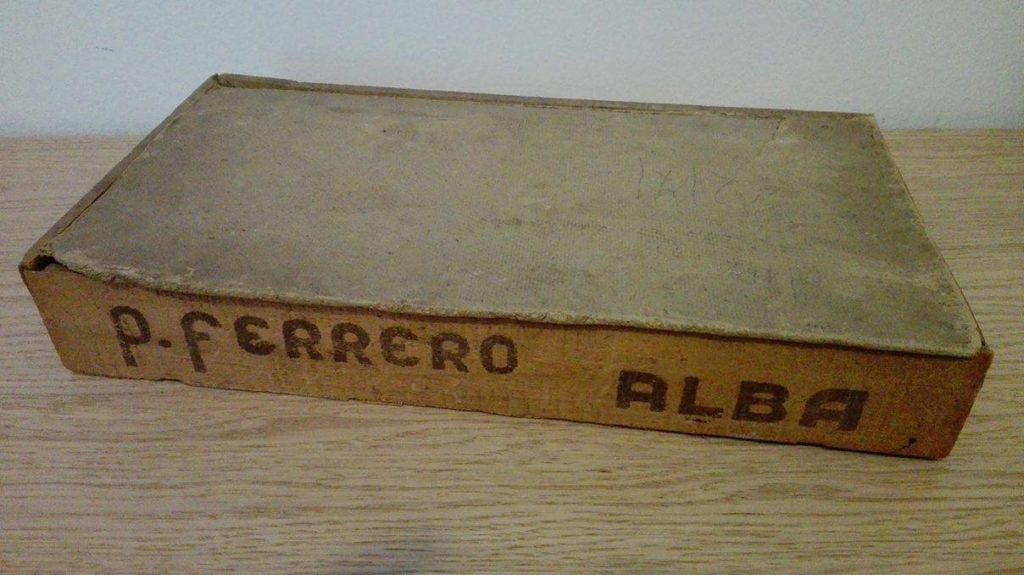 P. FERRERO ALBA